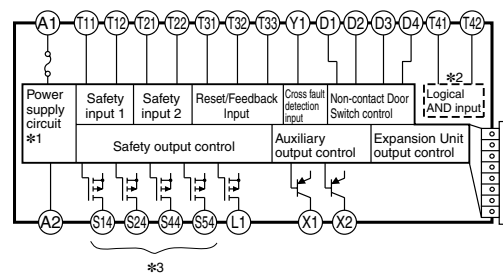 A1 T11 T12 T21 T22 T31 T32 T33 Y1 D1 D2 D3 D4 T41 T42
*2
Power supply circuit *1
Safety input 1
Safety input 2
Reset/Feedback Input
Cross fault detection input
Non-contact Door Switch control
Logical AND input
Safety output control
Auxiliary output control
Expansion Unit output control
A2 S14 S24 S44 S54 L1 X1 X2
*3